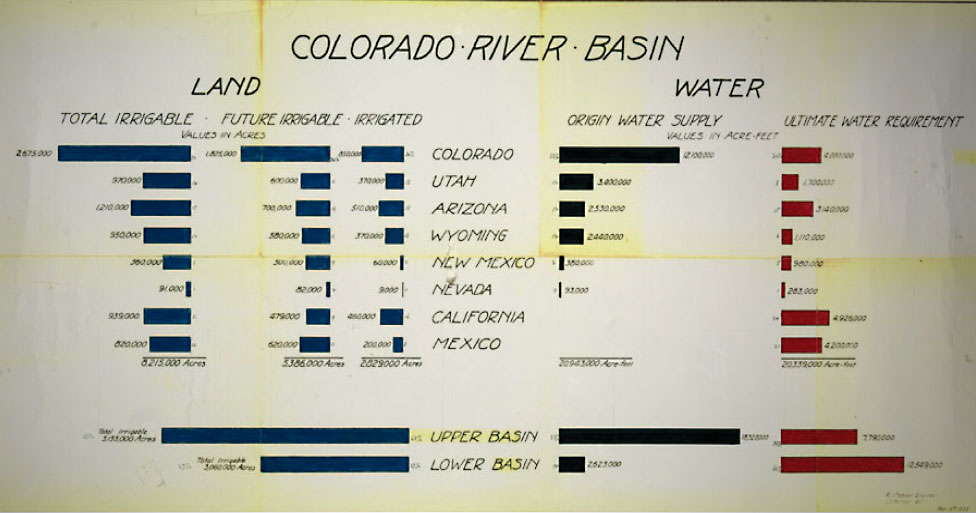 COLORADO·RIVER·BASIN
LAND WATER
TOTAL IRRIGABLE · FUTURE IRRIGABLE · IRRIGATED ORIGIN WATER SUPPLY ULTIMATE WATER REQUIREMENT
VALUES IN ACRES VALUES IN ACRE-FEET
2,675,000 COLORADO
970,000 600,000 370,000 UTAH 3,400,000 1,700,000
1,210,000 700,000 510,000 ARIZONA 2,530,000 3,140,000
950,000 580,000 370,000 WYOMING 2,440,000 1,110,000
360,000 300,000 60,000 NEW MEXICO 380,000 980,000
91,000 82,000 9,000 NEVADA 93,000 283,000
939,000 479,000 460,000 CALIFORNIA 4,926,000
820,000 620,000 200,000 MEXICO 4,200,000
8,215,000 Acres 5,386,000 Acres 2,829,000 Acres 20,943,000 Acre-feet 20,339,000 Acre-feet
Total Irrigable
Acres UPPER BASIN 7,790,000
Total Irrigable
3,060,000 Acres LOWER BASIN 2,623,000 12,549,000